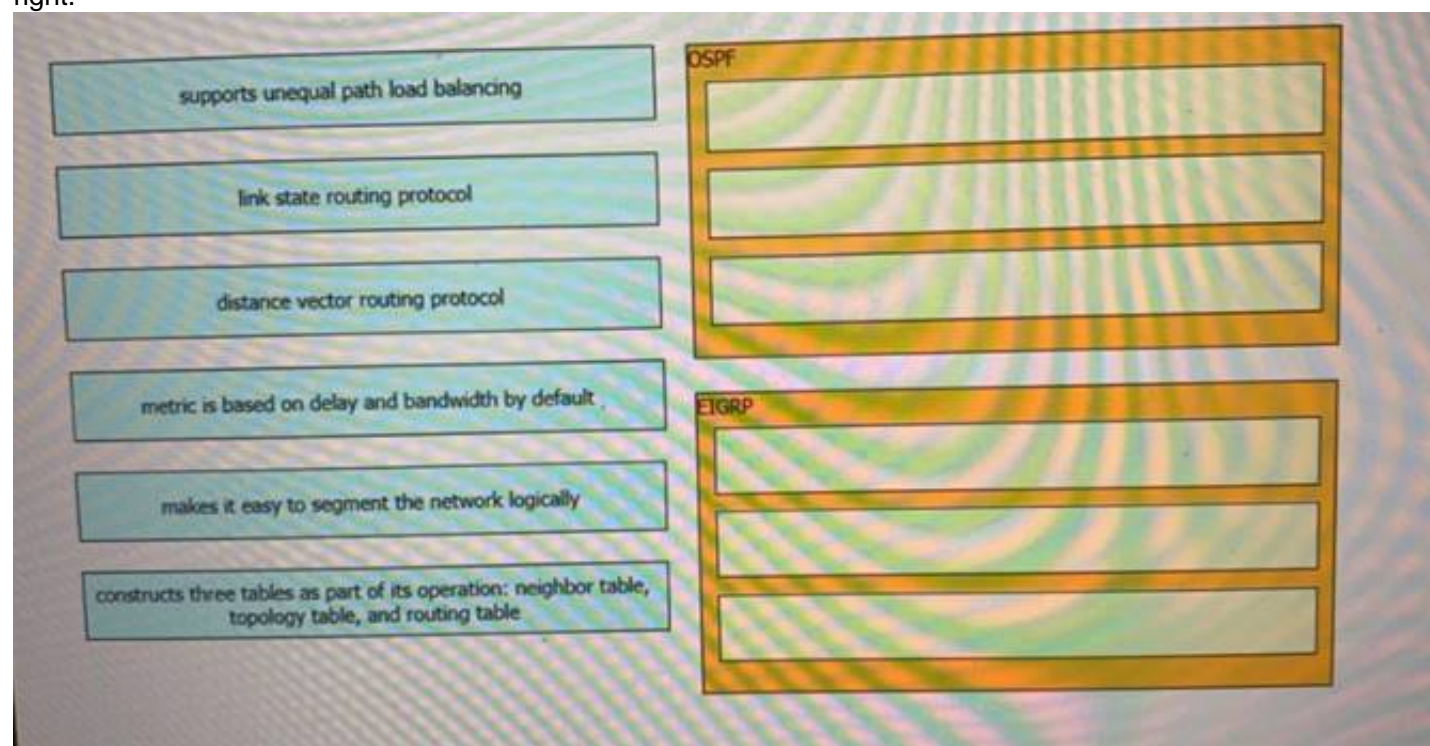 right.
supports unequal path load balancing
link state routing protocol
distance vector routing protocol
metric is based on delay and bandwidth by default
makes it easy to segment the network logically
constructs three tables as part of its operation: neighbor table,
topology table, and routing table
OSPF
EIGRP